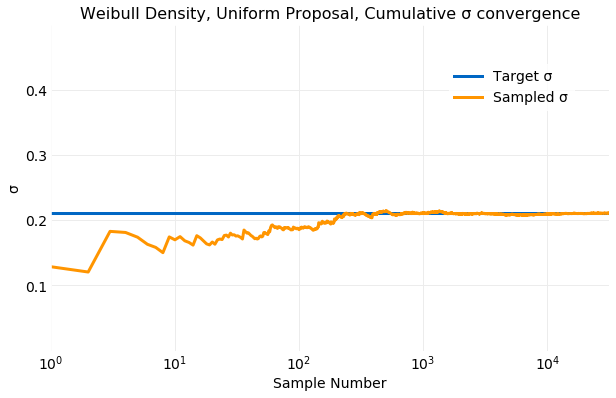 Weibull Density, Uniform Proposal, Cumulative σ convergence
Target σ
Sampled σ
0.4
0.3
0.2
0.1
σ
10⁰
10¹
10²
10³
10⁴
Sample Number